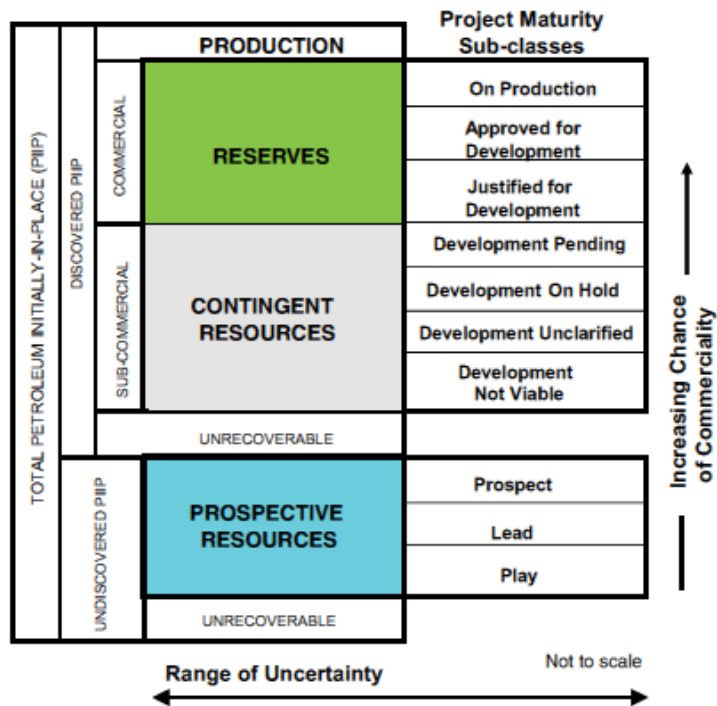 PRODUCTION
Project Maturity
Sub-classes
TOTAL PETROLEUM INITIALLY-IN-PLACE (PIIP)
DISCOVERED PIIP
COMMERCIAL
RESERVES
On Production
Approved for
Development
Justified for
Development
SUB-COMMERCIAL
CONTINGENT
RESOURCES
Development Pending
Development On Hold
Development Unclarified
Development
Not Viable
UNRECOVERABLE
UNDISCOVERED PIIP
PROSPECTIVE
RESOURCES
Prospect
Lead
Play
UNRECOVERABLE
Increasing Chance
of Commerciality
Range of Uncertainty
Not to scale